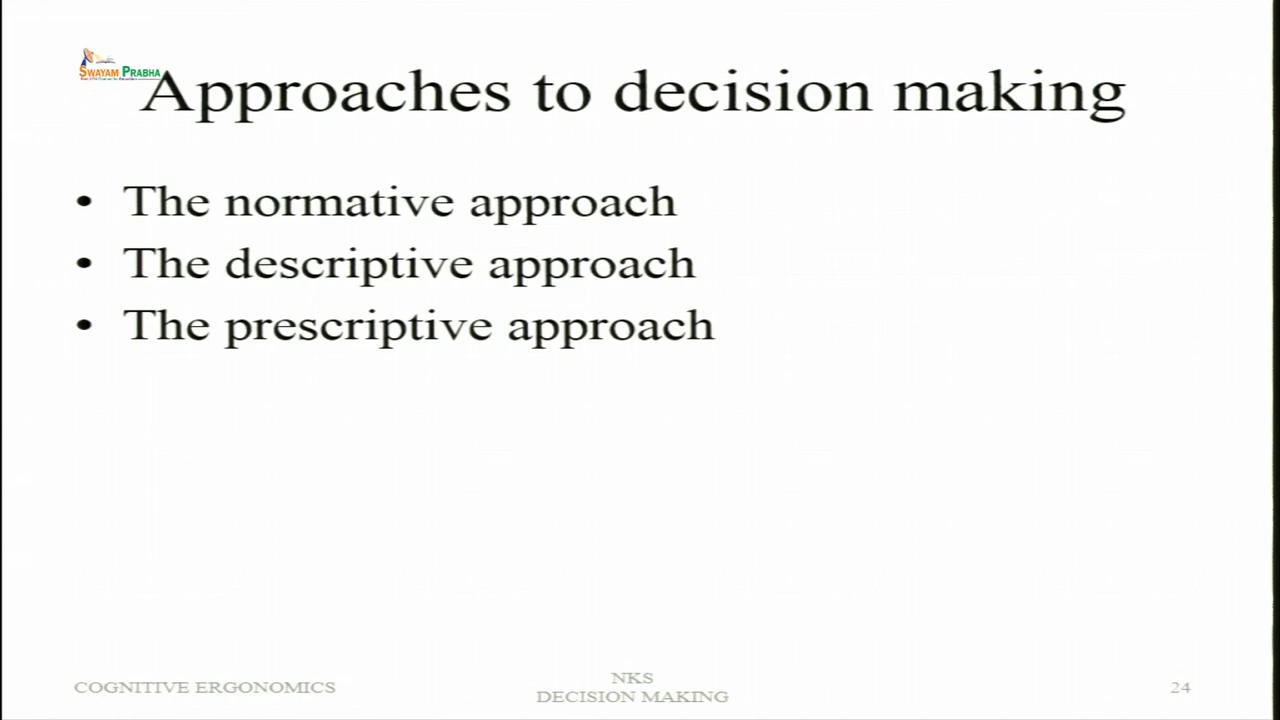 SWAYAM PRABHA
Approaches to decision making
• The normative approach
• The descriptive approach
• The prescriptive approach
COGNITIVE ERGONOMICS
NKS
DECISION MAKING
24